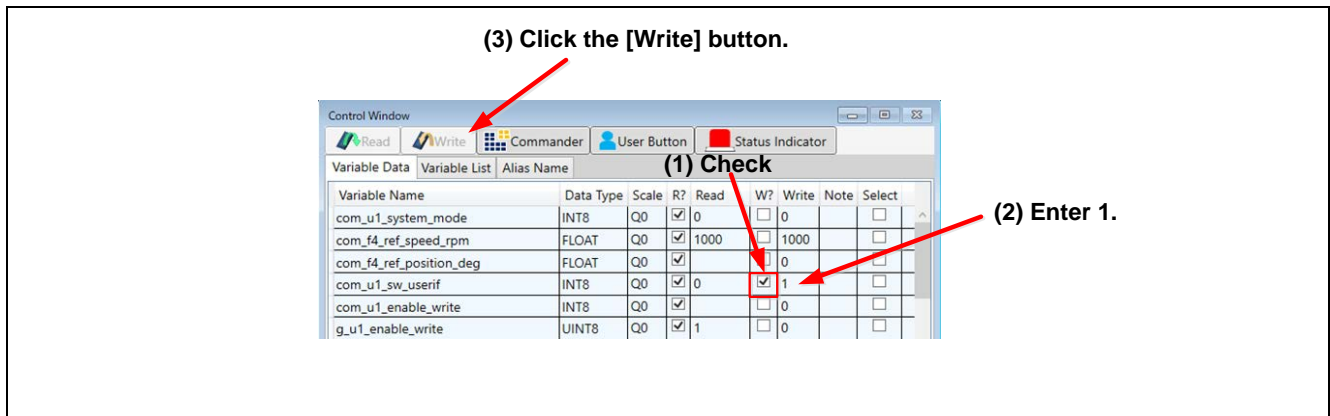 (3) Click the [Write] button.
Control Window
Read Write Commander User Button Status Indicator
Variable Data Variable List Alias Name
(1) Check
Variable Name Data Type Scale R? Read W? Write Note Select
(2) Enter 1.
com_u1_system_mode INT8 Q0 0 0
com_f4_ref_speed_rpm FLOAT Q0 1000 1000
com_f4_ref_position_deg FLOAT Q0 0
com_u1_sw_userif INT8 Q0 0 1
com_u1_enable_write INT8 Q0 0
g_u1_enable_write UINT8 Q0 1 0